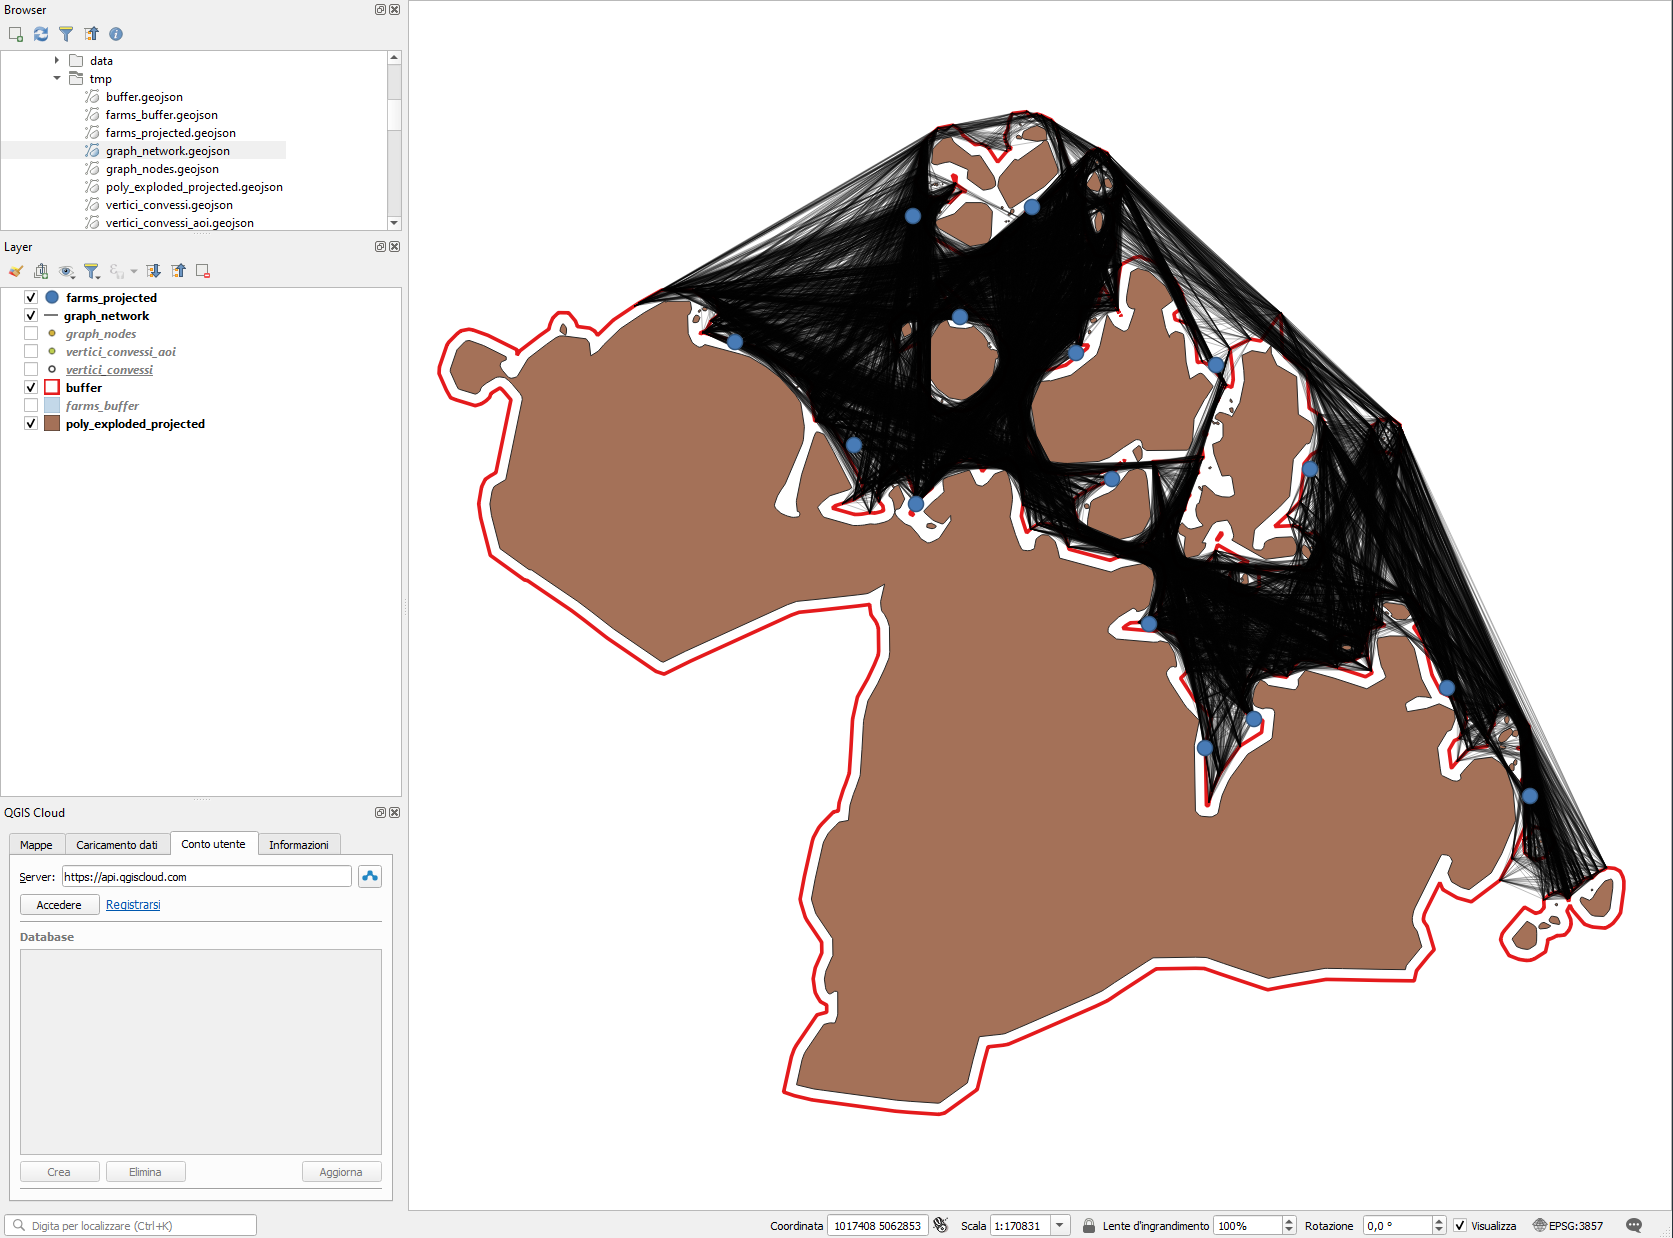 Browser
data
tmp
buffer.geojson
farms_buffer.geojson
farms_projected.geojson
graph_network.geojson
graph_nodes.geojson
poly_exploded_projected.geojson
vertici_convessi.geojson
vertici_convessi_aoi.geojson
Layer
farms_projected
graph_network
graph_nodes
vertici_convessi_aoi
vertici_convessi
buffer
farms_buffer
poly_exploded_projected
QGIS Cloud
Mappe Caricamento dati Conto utente Informazioni
Server: https://api.qgiscloud.com
Accedere Registrarsi
Database
Crea Elimina Aggiorna
Digita per localizzare (Ctrl+K) Coordinata 1017408 5062853 Scala 1:170831 Lente d'ingrandimento 100% Rotazione 0,0 ° Visualizza EPSG:3857